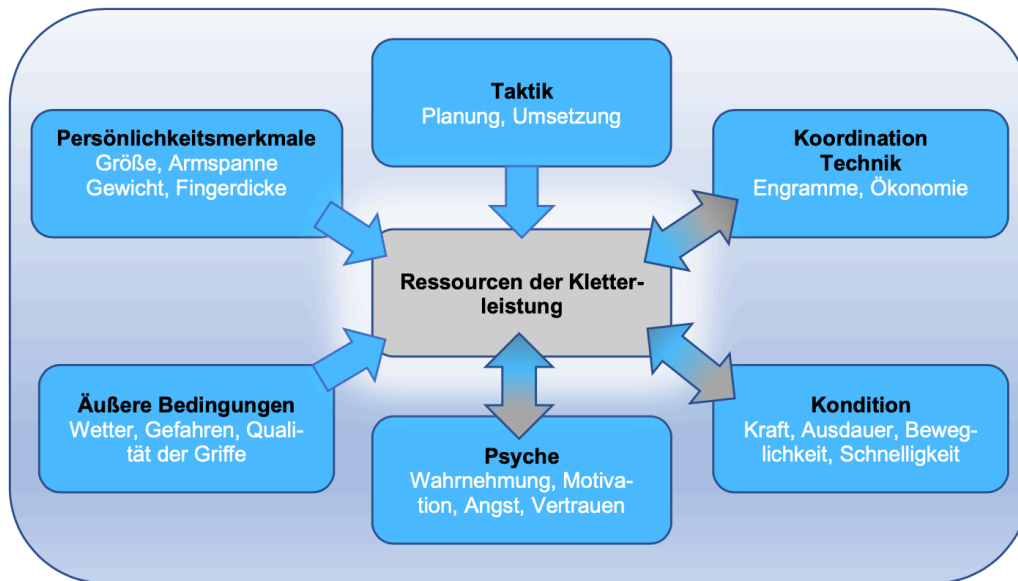 Taktik
Planung, Umsetzung
Persönlichkeitsmerkmale
Größe, Armspanne
Gewicht, Fingerdicke
Koordination
Technik
Engramme, Ökonomie
Ressourcen der Kletter-
leistung
Äußere Bedingungen
Wetter, Gefahren, Quali-
tät der Griffe
Psyche
Wahrnehmung, Motiva-
tion, Angst, Vertrauen
Kondition
Kraft, Ausdauer, Beweg-
lichkeit, Schnelligkeit